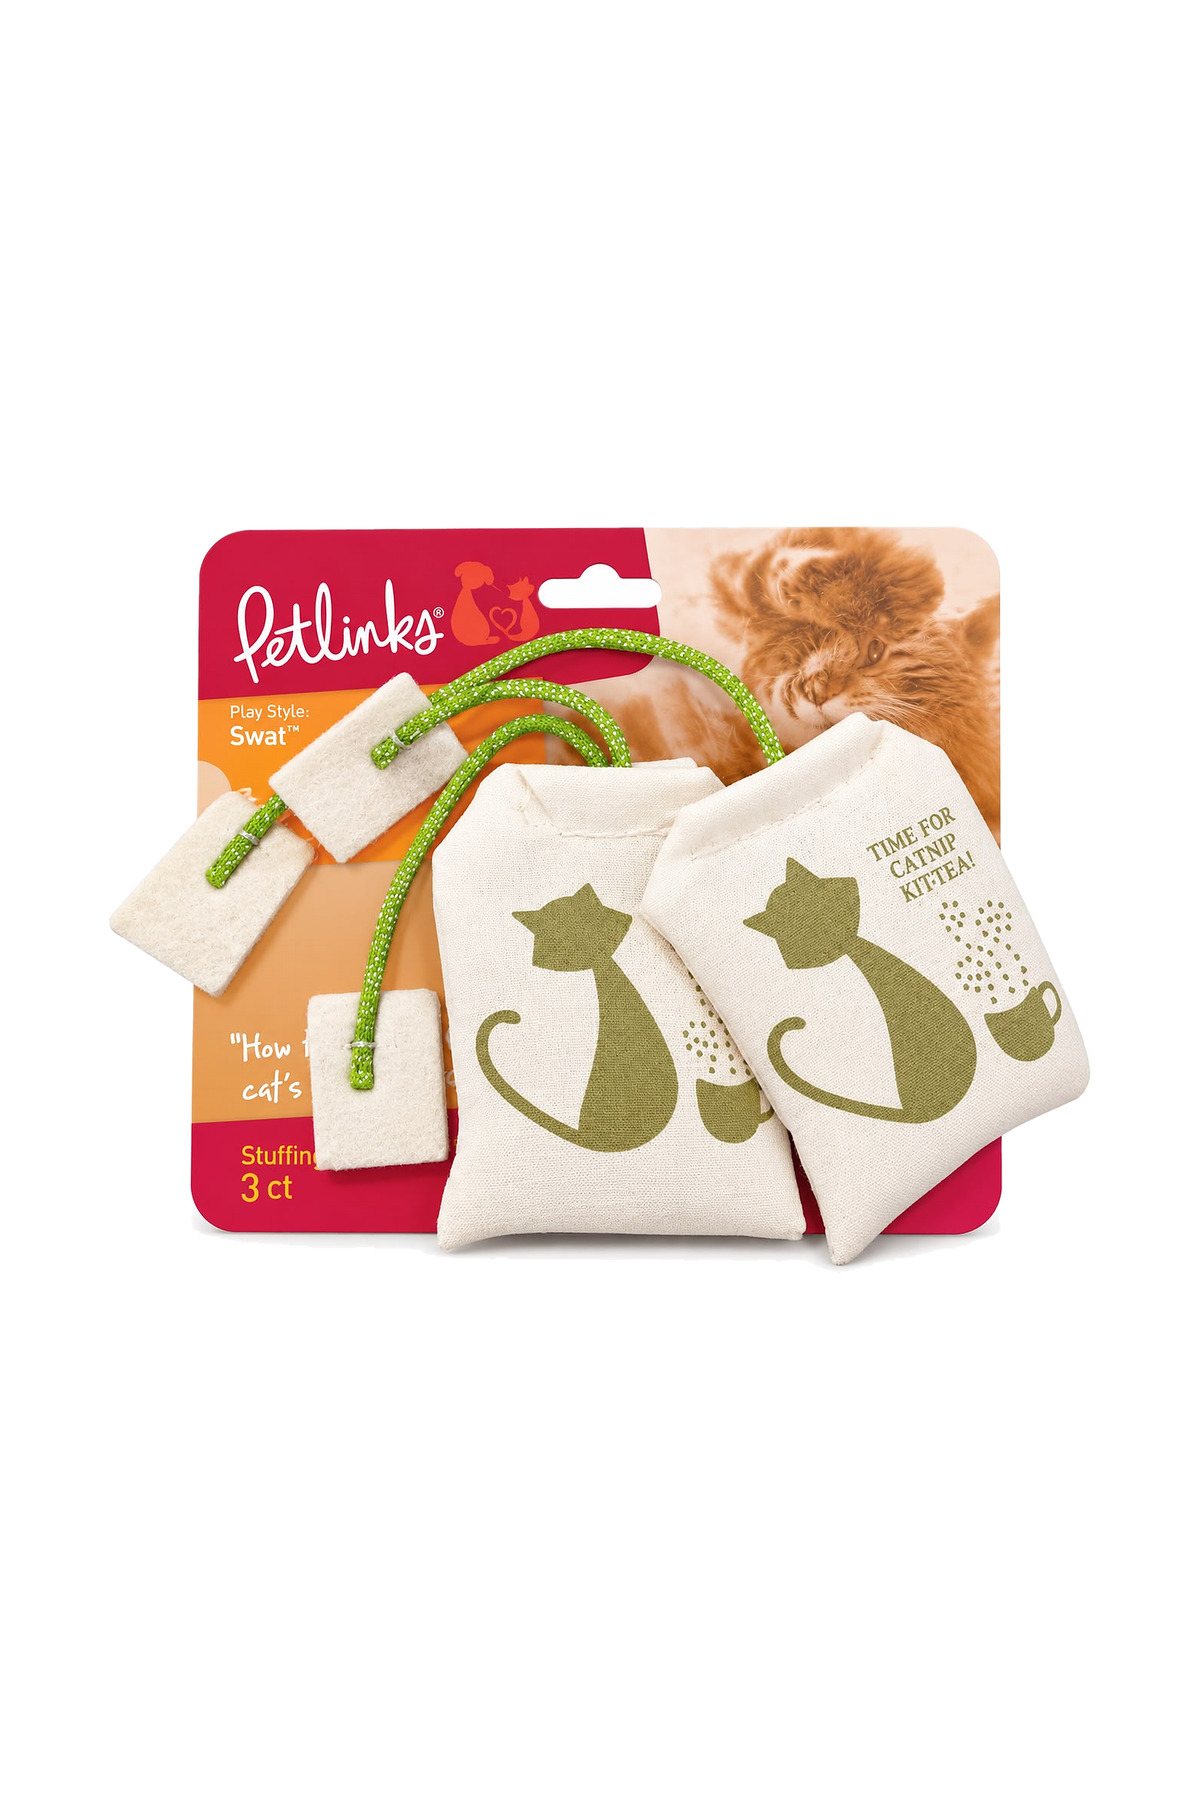 Petlinks®
Play Style:
Swat™
TIME FOR
CATNIP
KIT-TEA!
"How
cat's
Stuffing
3 ct